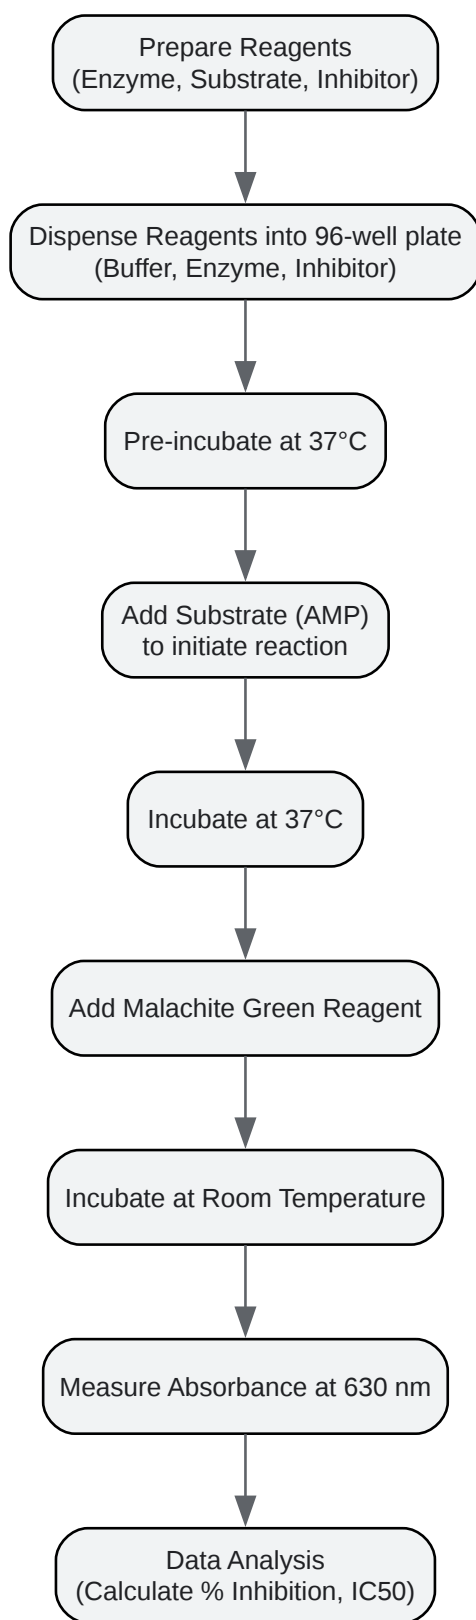 Prepare Reagents
(Enzyme, Substrate, Inhibitor)
Dispense Reagents into 96-well plate
(Buffer, Enzyme, Inhibitor)
Pre-incubate at 37°C
Add Substrate (AMP)
to initiate reaction
Incubate at 37°C
Add Malachite Green Reagent
Incubate at Room Temperature
Measure Absorbance at 630 nm
Data Analysis
(Calculate % Inhibition, IC50)